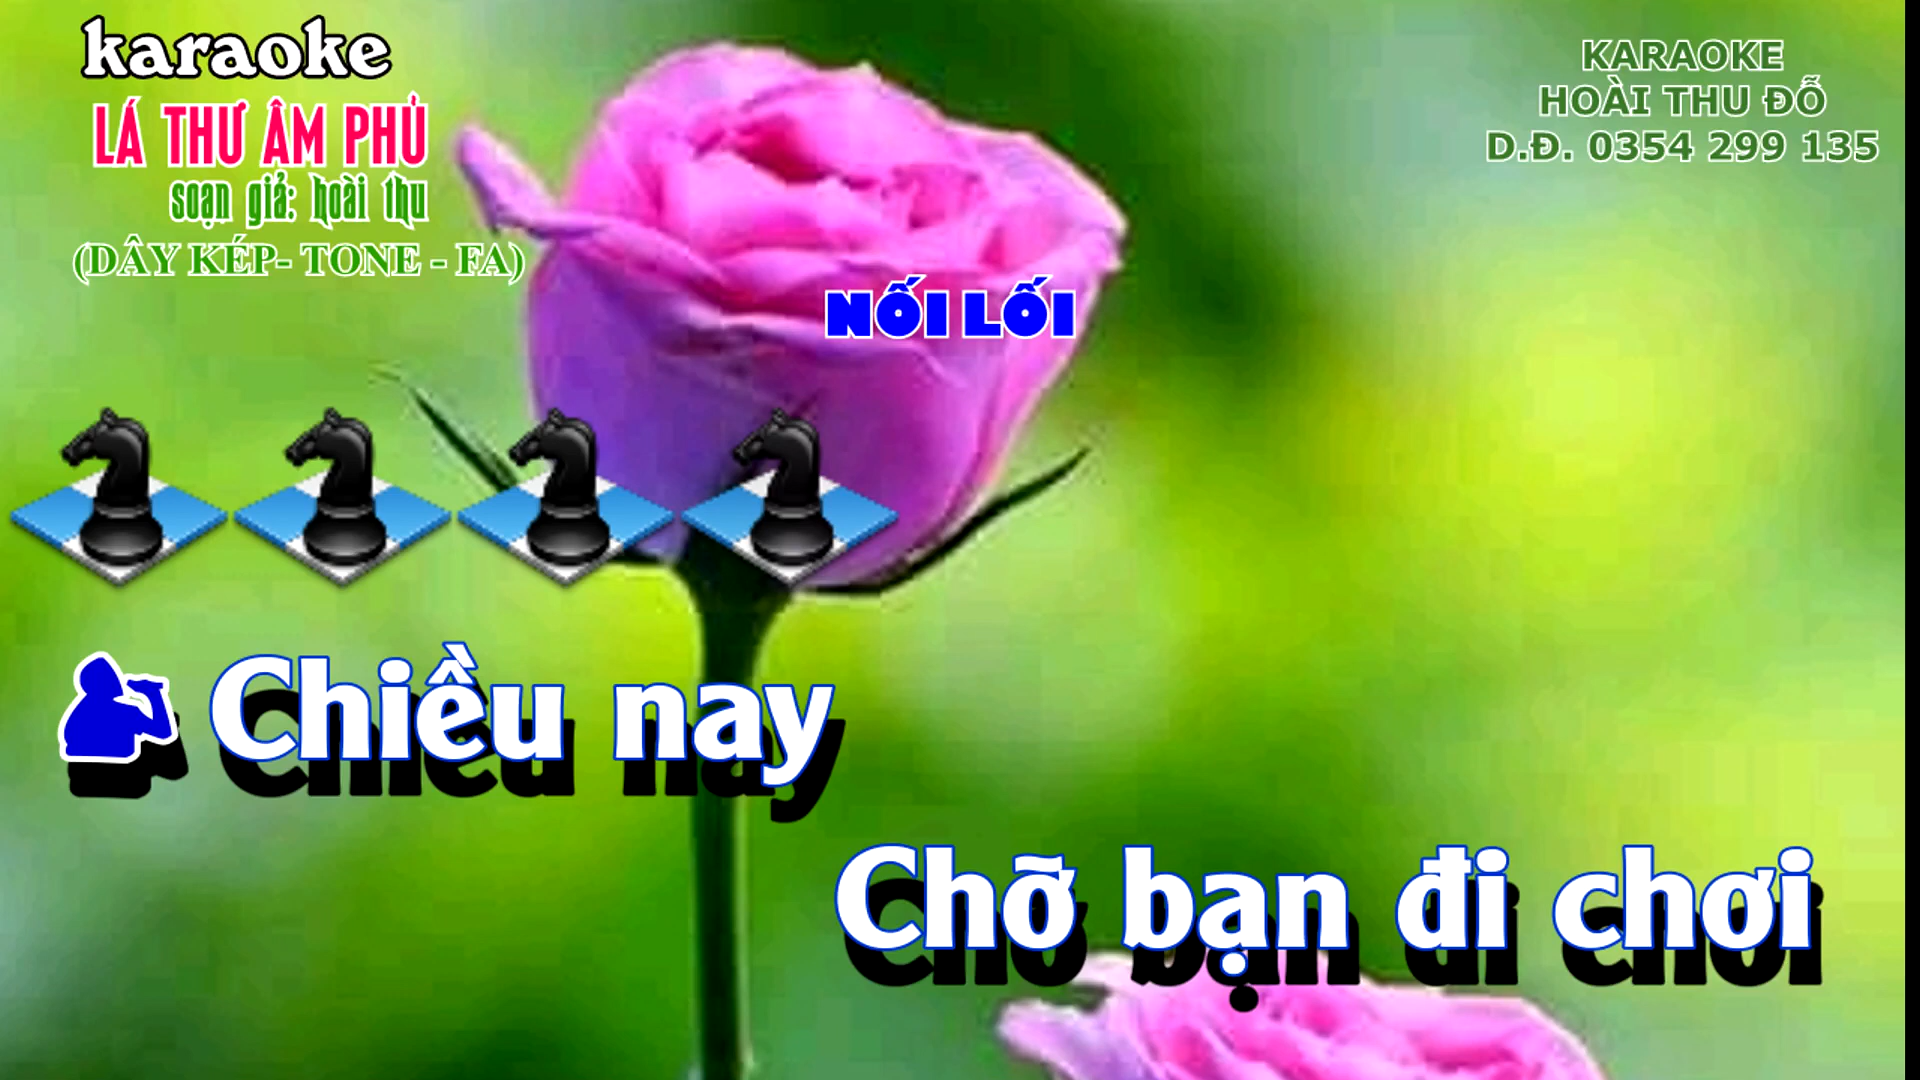 karaoke
LÁ THƯ ÂM PHỦ
soạn giả: hoài thu
(DÂY KÉP- TONE - FA)
KARAOKE
HOÀI THU ĐỖ
D.Đ. 0354 299 135
NỐI LỐI
Chiều nay
Chỡ bạn đi chơi